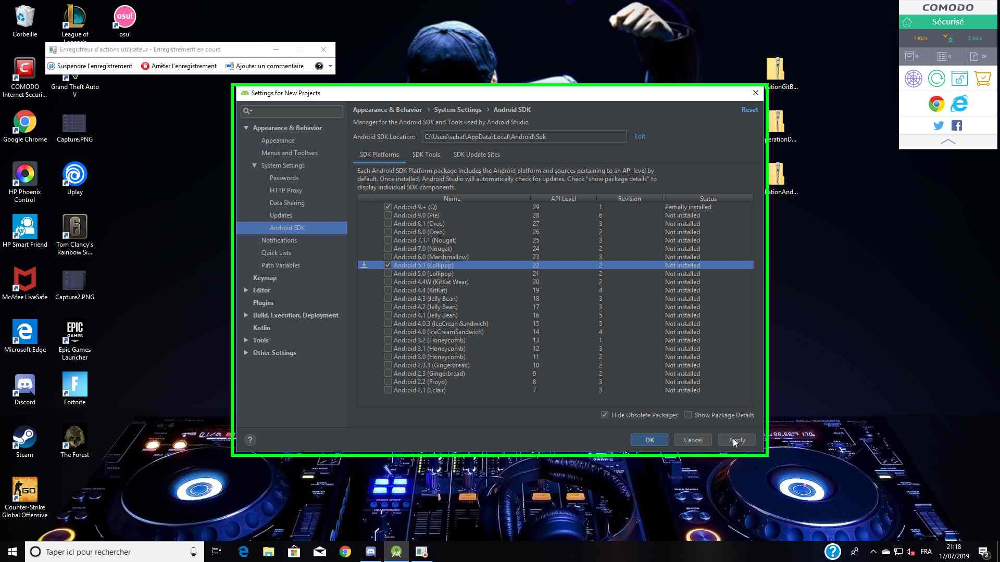 Corbeille
League of
Legends
osu!
osu!
Enregistreur d'actions utilisateur - Enregistrement en cours
Suspendre l'enregistrement
Arrêter l'enregistrement
Ajouter un commentaire
COMODO
Internet Securi...
Grand Theft Auto
V
Google Chrome
Capture.PNG
HP Phoenix
Control
Uplay
HP Smart Friend
Tom Clancy's
Rainbow Si...
McAfee LiveSafe
Capture2.PNG
Microsoft Edge
EPIC
GAMES
Epic Games
Launcher
Discord
Fortnite
Steam
The Forest
GO
Counter-Strike
Global Offensive
Settings for New Projects
Appearance & Behavior
Appearance
Menus and Toolbars
System Settings
Passwords
HTTP Proxy
Data Sharing
Updates
Android SDK
Notifications
Quick Lists
Path Variables
Keymap
Editor
Plugins
Build, Execution, Deployment
Kotlin
Tools
Other Settings
Appearance & Behavior › System Settings › Android SDK
Reset
Manager for the Android SDK and Tools used by Android Studio
Android SDK Location: C:\Users\sebat\AppData\Local\Android\Sdk Edit
SDK Platforms SDK Tools SDK Update Sites
Each Android SDK Platform package includes the Android platform and sources pertaining to an API level by
default. Once installed, Android Studio will automatically check for updates. Check "show package details" to
display individual SDK components.
Name API Level Revision Status
Android 9.+ (Q) 29 1 Partially installed
Android 9.0 (Pie) 28 6 Not installed
Android 8.1 (Oreo) 27 3 Not installed
Android 8.0 (Oreo) 26 2 Not installed
Android 7.1.1 (Nougat) 25 3 Not installed
Android 7.0 (Nougat) 24 2 Not installed
Android 6.0 (Marshmallow) 23 3 Not installed
Android 5.1 (Lollipop) 22 2 Not installed
Android 5.0 (Lollipop) 21 2 Not installed
Android 4.4W (KitKat Wear) 20 2 Not installed
Android 4.4 (KitKat) 19 4 Not installed
Android 4.3 (Jelly Bean) 18 3 Not installed
Android 4.2 (Jelly Bean) 17 3 Not installed
Android 4.1 (Jelly Bean) 16 5 Not installed
Android 4.0.3 (IceCreamSandwich) 15 5 Not installed
Android 4.0 (IceCreamSandwich) 14 4 Not installed
Android 3.2 (Honeycomb) 13 1 Not installed
Android 3.1 (Honeycomb) 12 3 Not installed
Android 3.0 (Honeycomb) 11 2 Not installed
Android 2.3.3 (Gingerbread) 10 2 Not installed
Android 2.3 (Gingerbread) 9 2 Not installed
Android 2.2 (Froyo) 8 3 Not installed
Android 2.1 (Eclair) 7 3 Not installed
Hide Obsolete Packages Show Package Details
? OK Cancel Apply
ationGitB...
erationD...
ationAnd...
COMODO
Sécurisé
1 Ko/s 2 Ko/s
0 0 38
Taper ici pour rechercher
FRA
21:18
17/07/2019
2